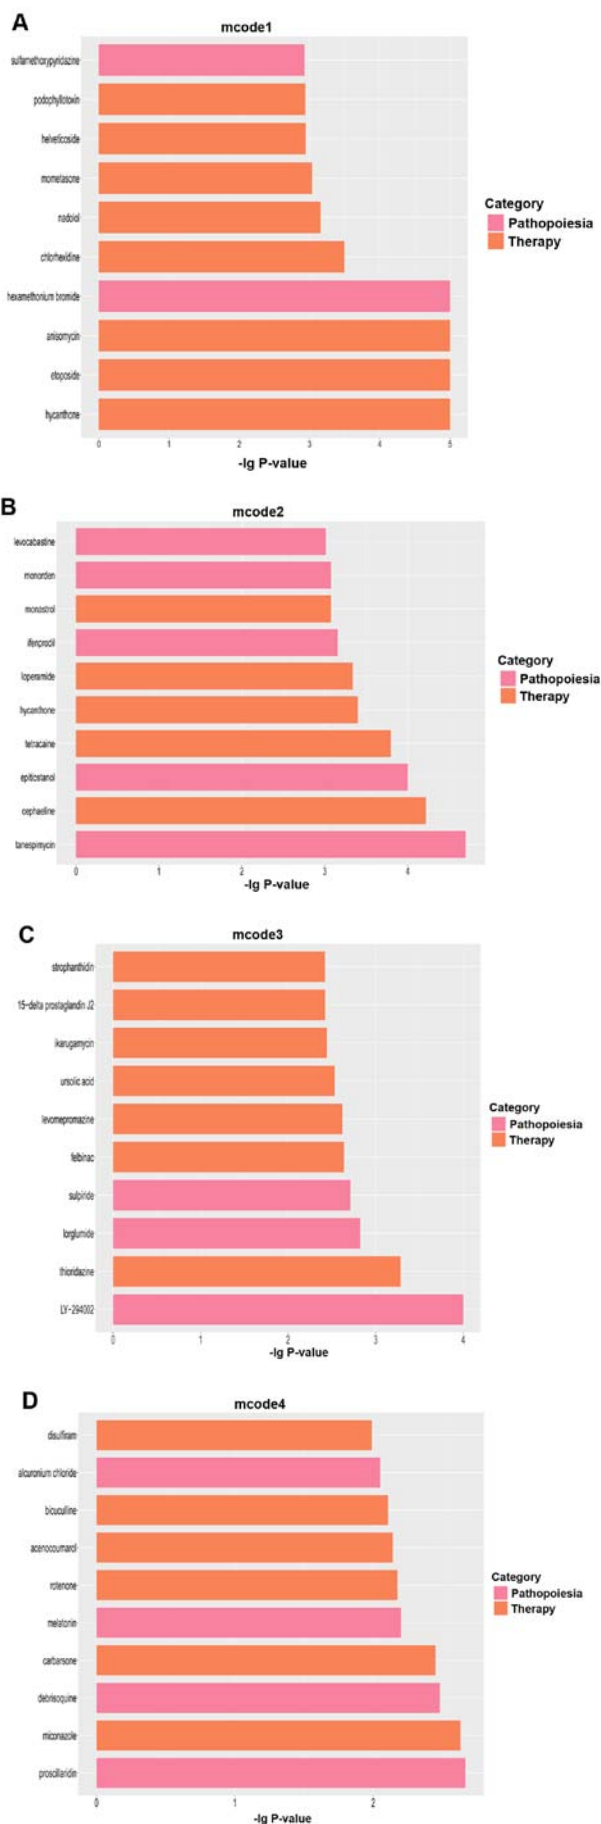 A
mcode1
sulfamethoxypyridazine
podophyllotoxin
helveticoside
mometasone
nadolol
chlorhexidine
hexamethonium bromide
anisomycin
etoposide
hycanthone
0 1 2 3 4 5
-lg P-value
Category
Pathopoiesia
Therapy
B
mcode2
levocabastine
monorden
monastrol
ifenprodil
loperamide
hycanthone
tetracaine
epitiostanol
cephaeline
tanespimycin
0 1 2 3 4
-lg P-value
Category
Pathopoiesia
Therapy
C
mcode3
strophanthidin
15-delta prostaglandin J2
ikarugamycin
ursolic acid
levomepromazine
felbinac
sulpiride
lorglumide
thioridazine
LY-294002
0 1 2 3 4
-lg P-value
Category
Pathopoiesia
Therapy
D
mcode4
disulfiram
alcuronium chloride
bicuculline
acenocoumarol
rotenone
melatonin
carbarsone
debrisoquine
miconazole
proscillaridin
0 1 2
-lg P-value
Category
Pathopoiesia
Therapy